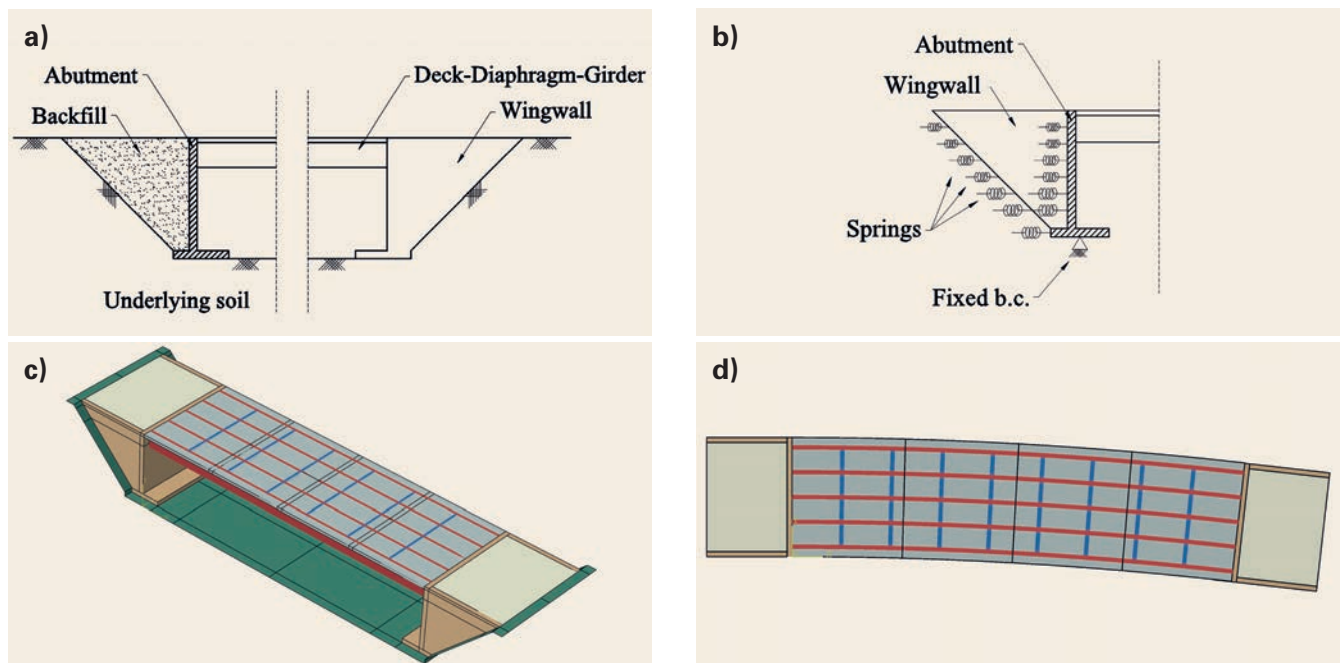 a)
Abutment
Backfill
Deck-Diaphragm-Girder
Wingwall
Underlying soil
b)
Abutment
Wingwall
Springs
Fixed b.c.
c)
d)